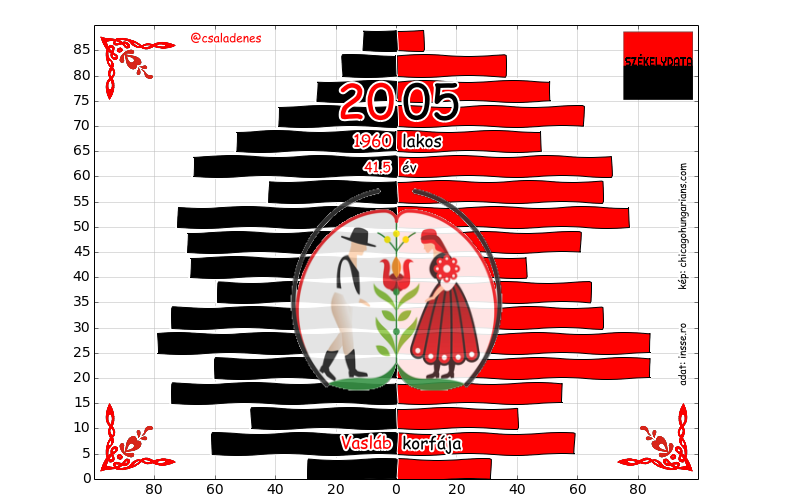 @csaladenes
SZÉKELYDATA
2005
1960 lakos
41.5 év
kép: chicagohungarians.com
adat: insse.ro
Vasláb korfája
85
80
75
70
65
60
55
50
45
40
35
30
25
20
15
10
5
0
80 60 40 20 0 20 40 60 80